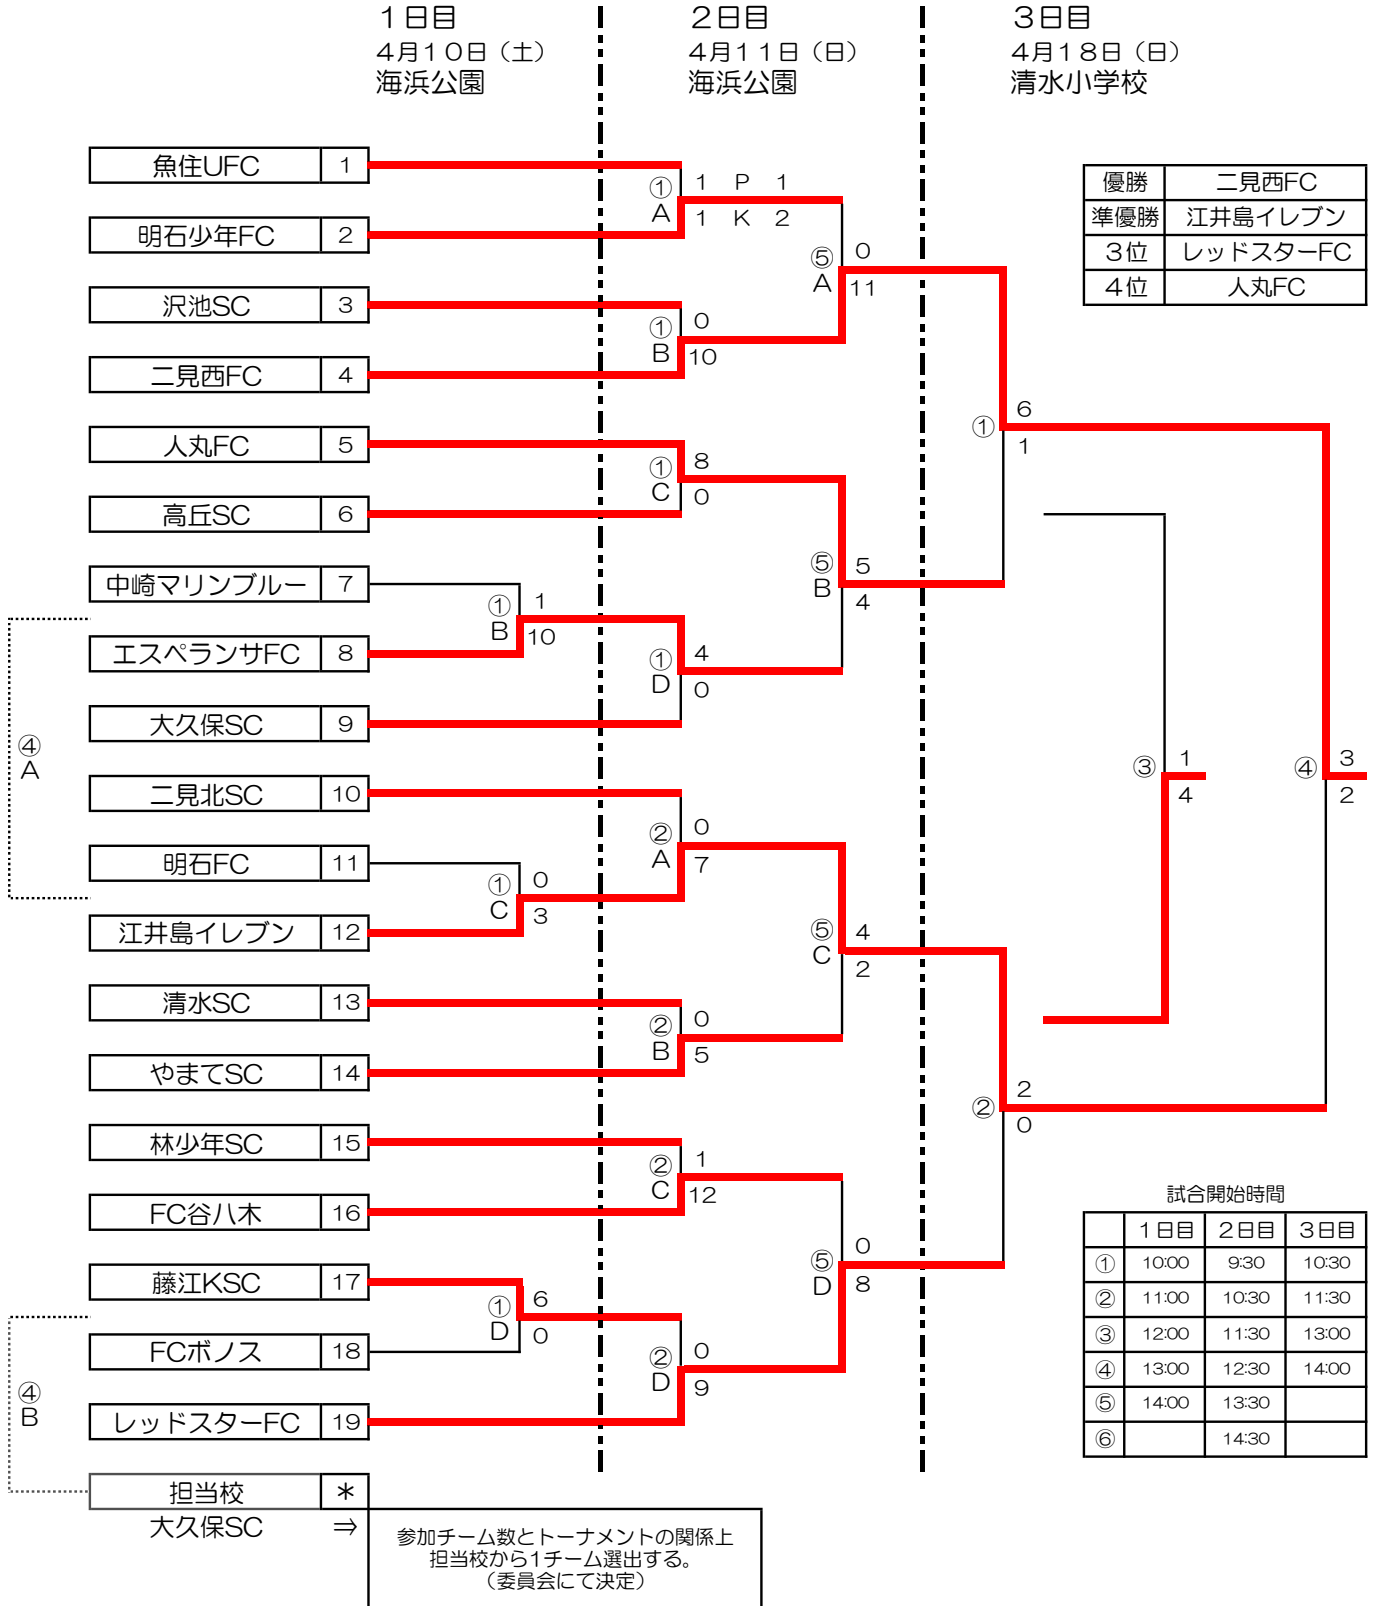 1日目
4月10日（土）
海浜公園
2日目
4月11日（日）
海浜公園
3日目
4月18日（日）
清水小学校
優勝 二見西FC
準優勝 江井島イレブン
3位 レッドスターFC
4位 人丸FC
魚住UFC 1
明石少年FC 2
沢池SC 3
二見西FC 4
人丸FC 5
高丘SC 6
中崎マリンブルー 7
エスペランサFC 8
大久保SC 9
二見北SC 10
明石FC 11
江井島イレブン 12
清水SC 13
やまてSC 14
林少年SC 15
FC谷八木 16
藤江KSC 17
FCボノス 18
レッドスターFC 19
担当校 ＊
大久保SC ⇒
④
A
④
B
①
B
1
10
①
C
0
3
①
D
6
0
①
A
1 P 1
1 K 2
①
B
0
10
①
C
8
0
①
D
4
0
②
A
0
7
②
B
0
5
②
C
1
12
②
D
0
9
⑤
A
0
11
⑤
B
5
4
⑤
C
4
2
⑤
D
0
8
①
6
1
②
2
0
③
1
4
④
3
2
試合開始時間
1日目 2日目 3日目
① 10:00 9:30 10:30
② 11:00 10:30 11:30
③ 12:00 11:30 13:00
④ 13:00 12:30 14:00
⑤ 14:00 13:30
⑥ 14:30
参加チーム数とトーナメントの関係上
担当校から1チーム選出する。
（委員会にて決定）